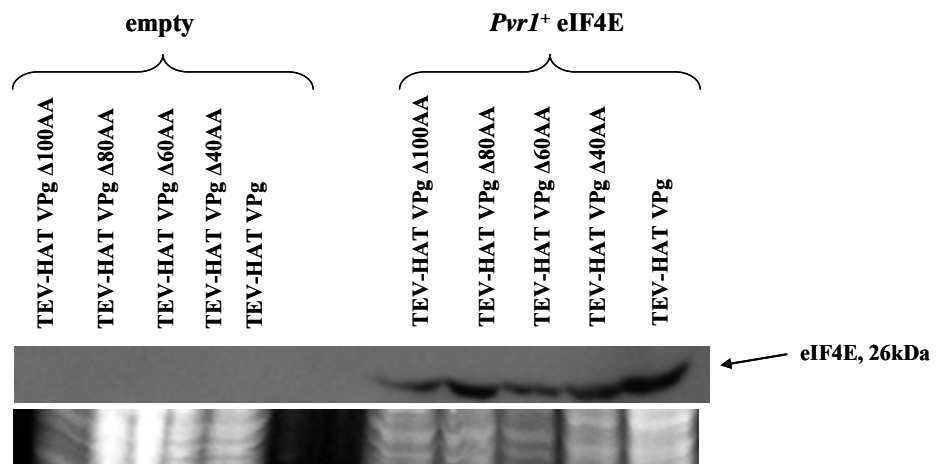 empty
Pvr1+ eIF4E
TEV-HAT VPg Δ100AA
TEV-HAT VPg Δ80AA
TEV-HAT VPg Δ60AA
TEV-HAT VPg Δ40AA
TEV-HAT VPg
TEV-HAT VPg Δ100AA
TEV-HAT VPg Δ80AA
TEV-HAT VPg Δ60AA
TEV-HAT VPg Δ40AA
TEV-HAT VPg
eIF4E, 26kDa